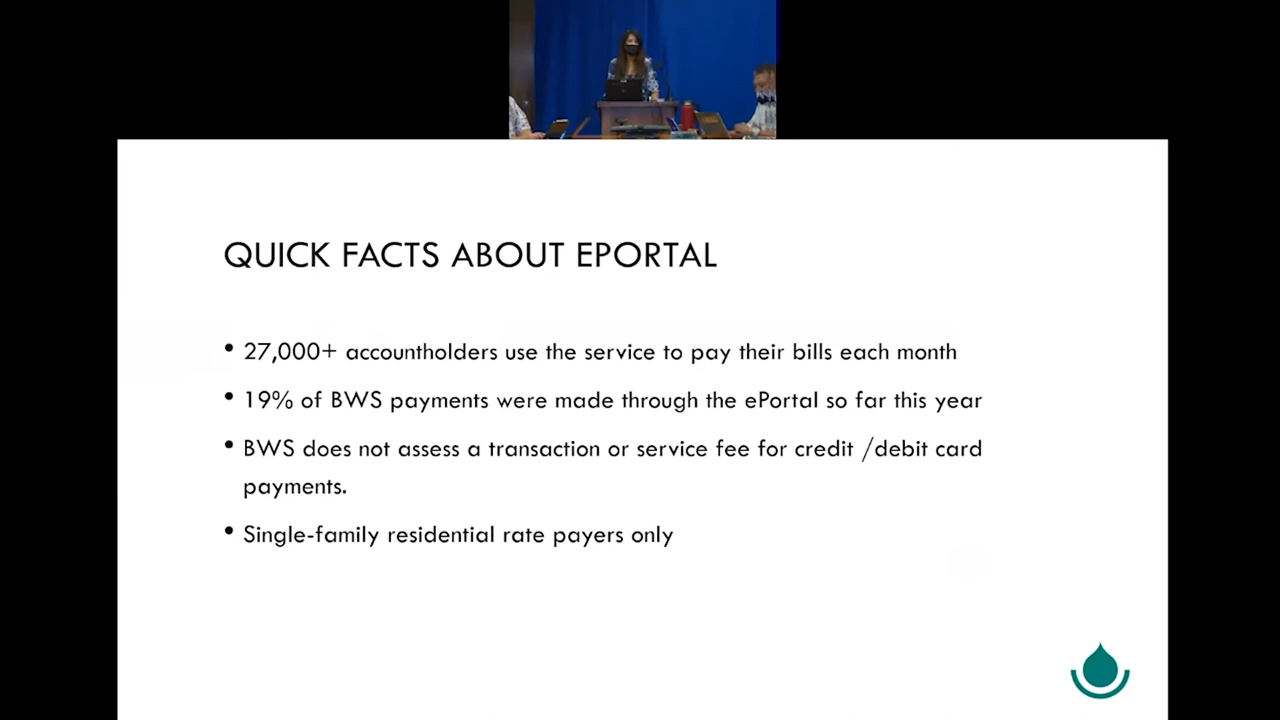 QUICK FACTS ABOUT EPORTAL
• 27,000+ accountholders use the service to pay their bills each month
• 19% of BWS payments were made through the ePortal so far this year
• BWS does not assess a transaction or service fee for credit /debit card
payments.
• Single-family residential rate payers only